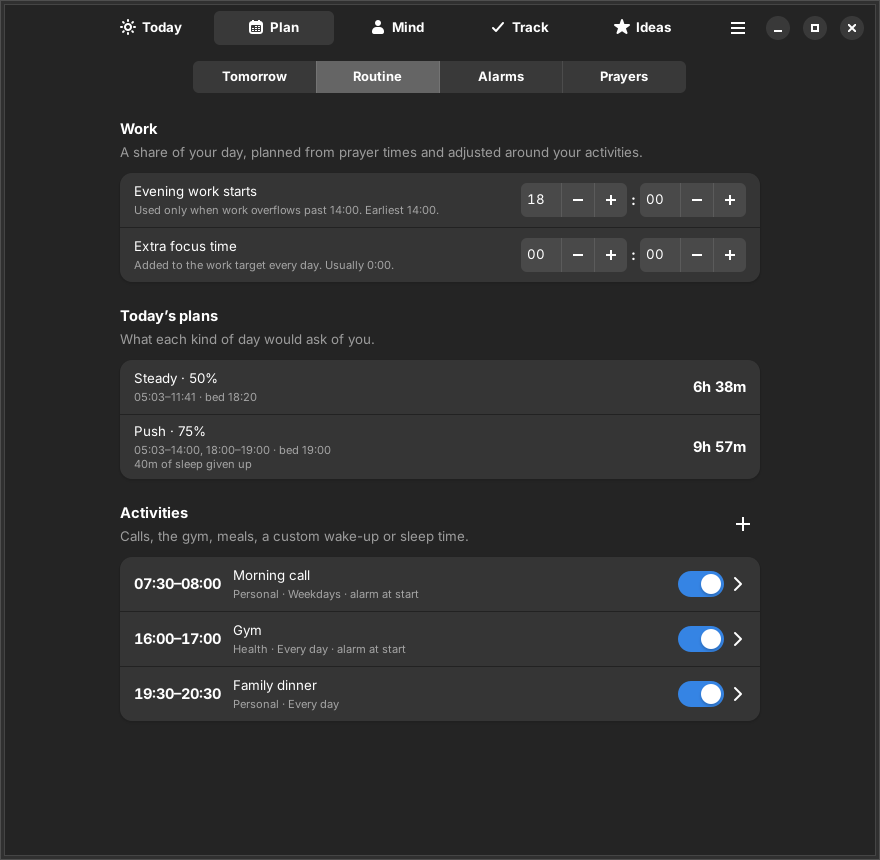 Today Plan Mind Track Ideas
Tomorrow Routine Alarms Prayers
Work
A share of your day, planned from prayer times and adjusted around your activities.
Evening work starts
Used only when work overflows past 14:00. Earliest 14:00.
18 − + : 00 − +
Extra focus time
Added to the work target every day. Usually 0:00.
00 − + : 00 − +
Today’s plans
What each kind of day would ask of you.
Steady · 50%
05:03–11:41 · bed 18:20
6h 38m
Push · 75%
05:03–14:00, 18:00–19:00 · bed 19:00
40m of sleep given up
9h 57m
Activities
Calls, the gym, meals, a custom wake-up or sleep time.
07:30–08:00 Morning call
Personal · Weekdays · alarm at start
16:00–17:00 Gym
Health · Every day · alarm at start
19:30–20:30 Family dinner
Personal · Every day